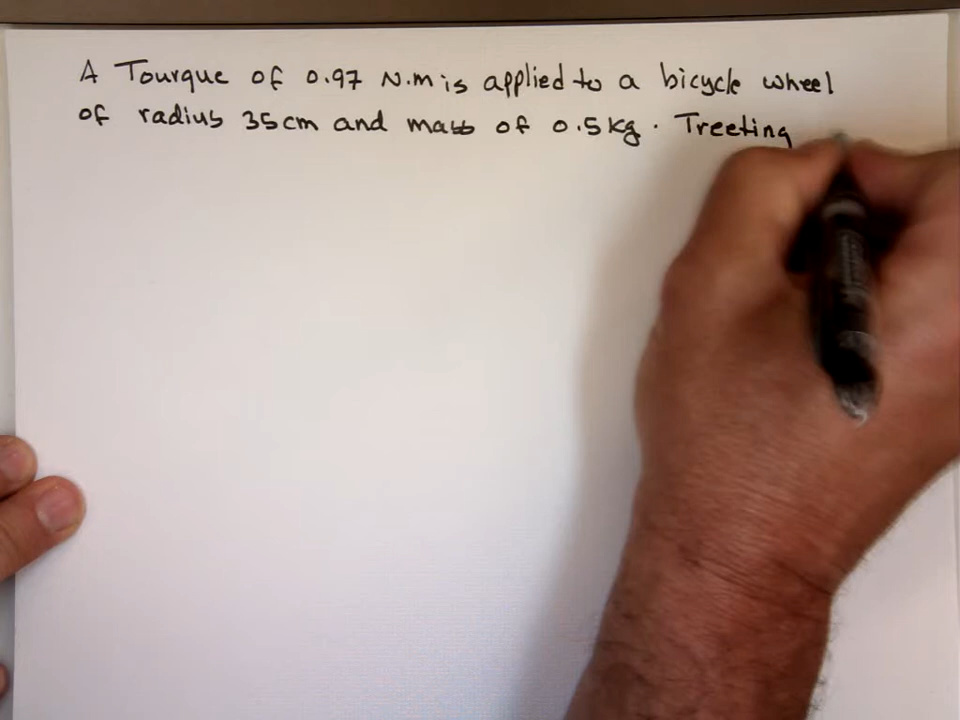 A Tourque of 0.97 N.m is applied to a bicycle wheel
of radius 35cm and mass of 0.5kg. Treeting